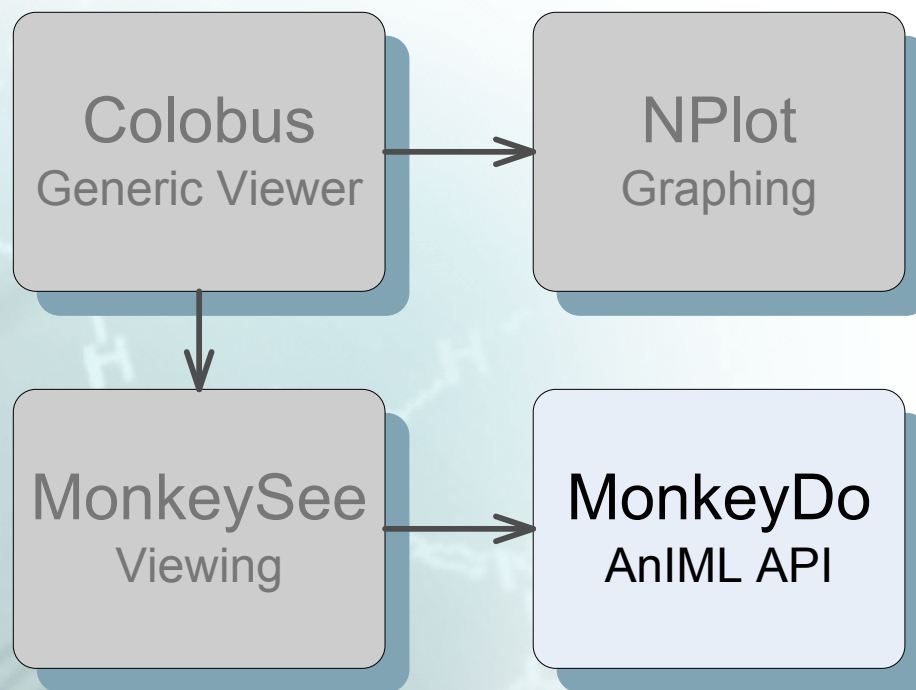 Colobus
Generic Viewer
NPlot
Graphing
MonkeySee
Viewing
MonkeyDo
AnIML API
H
H